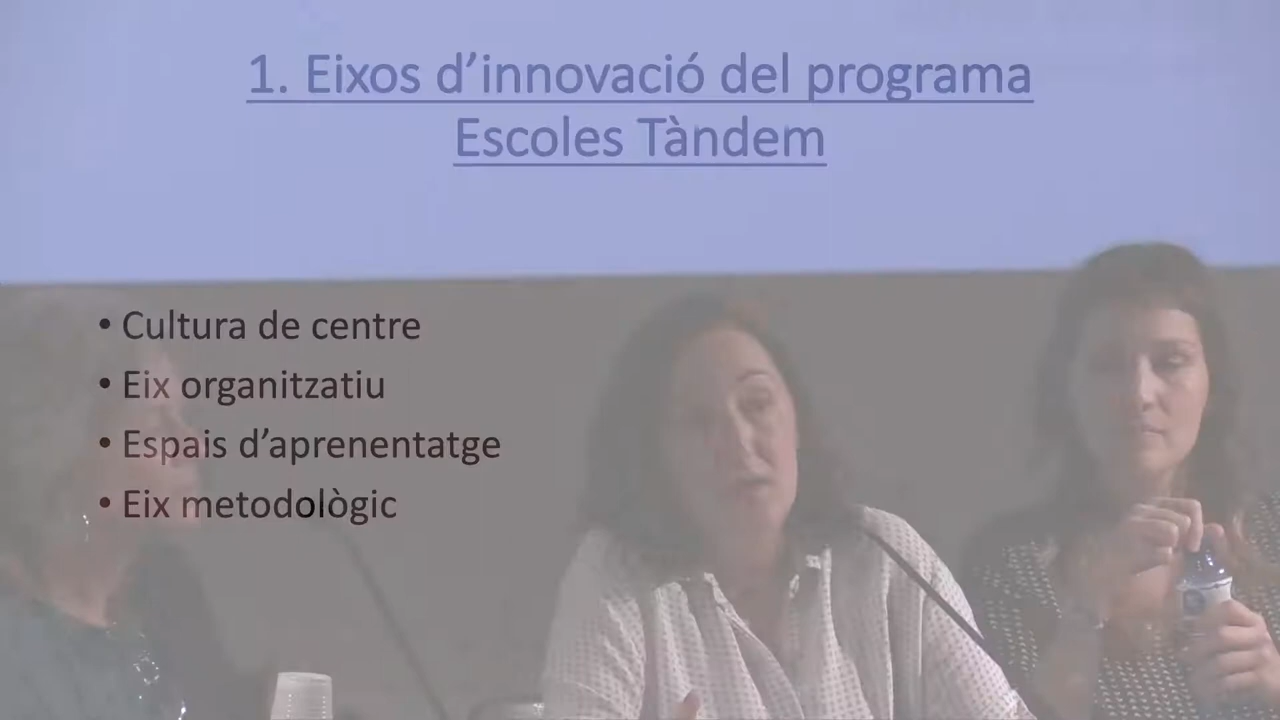 1. Eixos d’innovació del programa
Escoles Tàndem
• Cultura de centre
• Eix organitzatiu
• Espais d’aprenentatge
• Eix metodològic